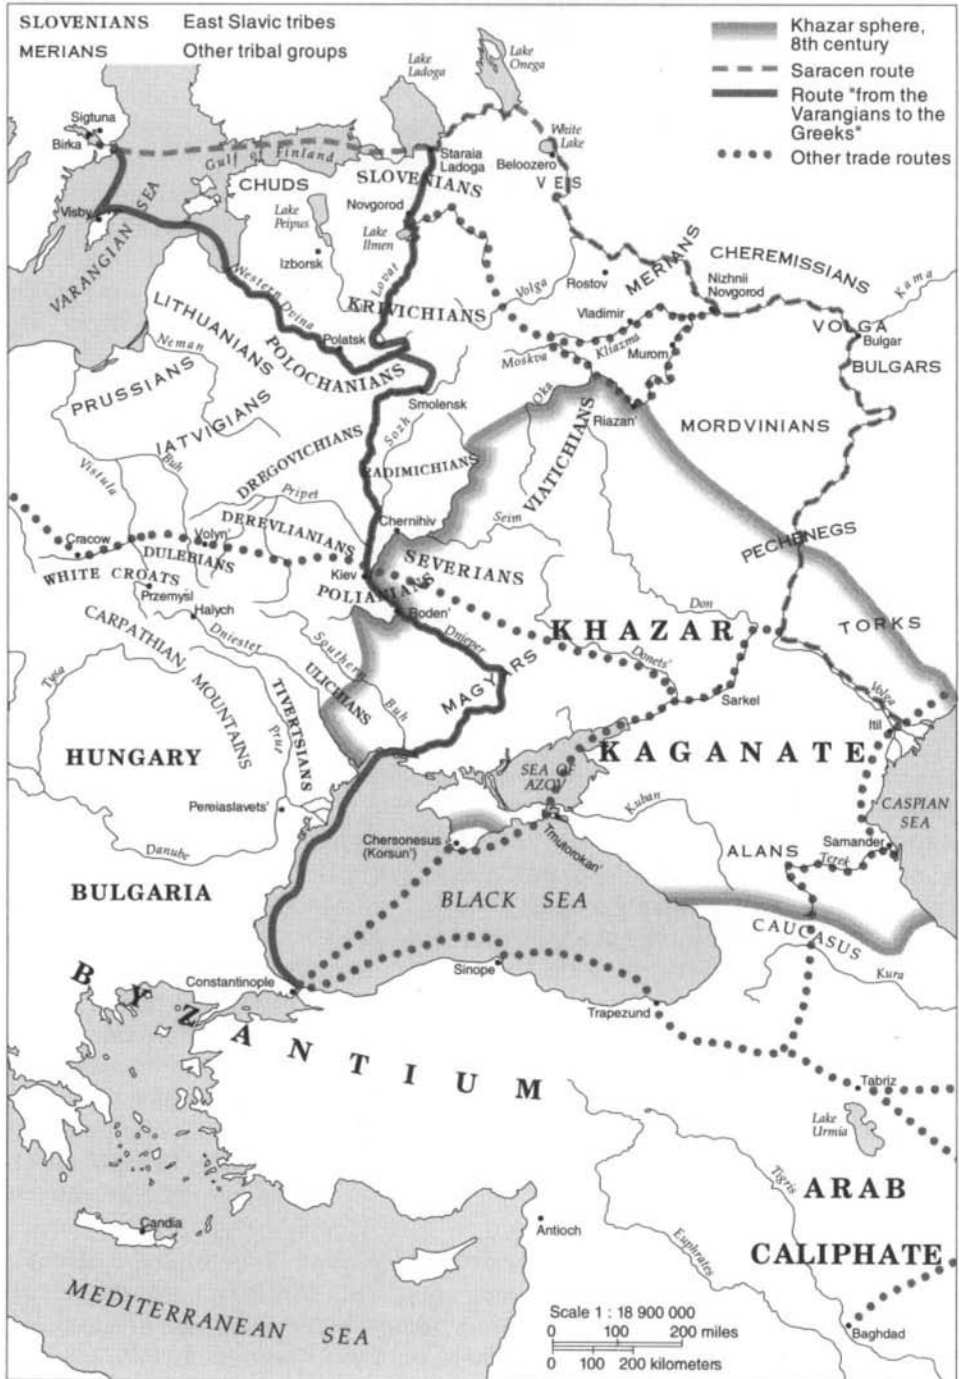 SLOVENIANS East Slavic tribes
MERIANS Other tribal groups
Khazar sphere,
8th century
Saracen route
Route "from the
Varangians to the
Greeks"
Other trade routes
Lake
Onega
Lake
Ladoga
Sigtuna
Birka
White
Lake
Gulf of Finland
Staraia
Ladoga
Beloozero
VES
CHUDS
SLOVENIANS
Visby
VARANGIAN SEA
Lake
Peipus
Novgorod
Lake
Ilmen
Izborsk
MERIANS
CHEREMISSIANS
Western Dvina
Lovat
Volga
Rostov
Nizhnii
Novgorod
Kama
LITHUANIANS
KRIVICHIANS
Vladimir
VOLGA
Bulgar
BULGARS
Neman
Polatsk
Moskva
Kliazma
Murom
PRUSSIANS
POLOCHANIANS
Smolensk
Oka
Riazan'
MORDVINIANS
IATVIGIANS
Sozh
VIATICHIANS
Vistula
Buh
DREGOVICHIANS
RADIMICHIANS
Pripet
Chernihiv
Seim
Cracow
Volyn'
DEREVLIANIANS
PECHENEGS
DULEBIANS
SEVERIANS
WHITE CROATS
Kiev
POLIANIANS
Przemysl
Roden'
Don
Halych
CARPATHIAN
MOUNTAINS
Dniester
Southern
Buh
Dnieper
KHAZAR
TORKS
Donets'
Tysa
ULICHIANS
MAGYARS
Volga
TIVERTSIANS
Prut
Sarkel
Itil
HUNGARY
KAGANATE
SEA OF
AZOV
Pereiaslavets'
Kuban
CASPIAN
SEA
Chersonesus
(Korsun')
Tmutorokan'
Samander
Danube
ALANS
Terek
BULGARIA
BLACK SEA
CAUCASUS
Constantinople
Sinope
Kura
Trapezund
BYZANTIUM
Tabriz
Lake
Urmia
Tigris
ARAB
Candia
Antioch
Euphrates
CALIPHATE
MEDITERRANEAN SEA
Scale 1 : 18 900 000
0 100 200 miles
0 100 200 kilometers
Baghdad